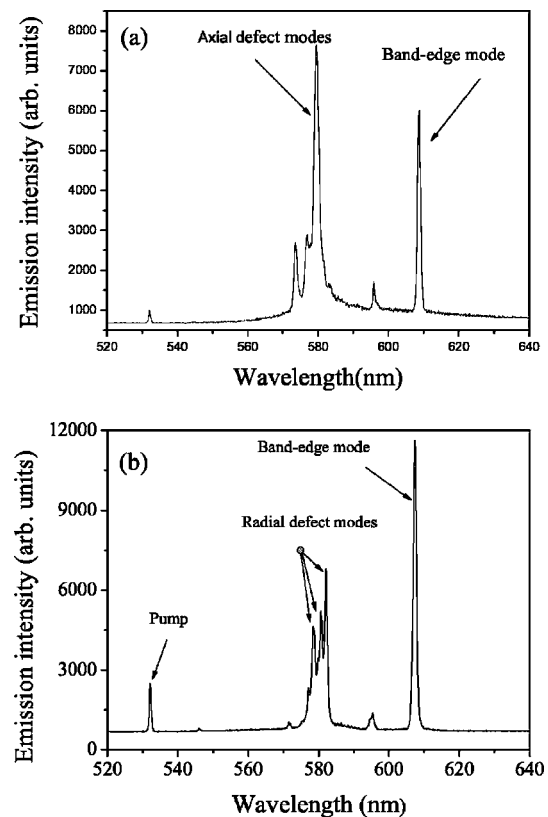 (a)
Axial defect modes
Band-edge mode
Emission intensity (arb. units)
8000
7000
6000
5000
4000
3000
2000
1000
520 540 560 580 600 620 640
Wavelength(nm)
(b)
Band-edge mode
Radial defect modes
Pump
Emission intensity (arb. units)
12000
9000
6000
3000
0
520 540 560 580 600 620 640
Wavelength (nm)